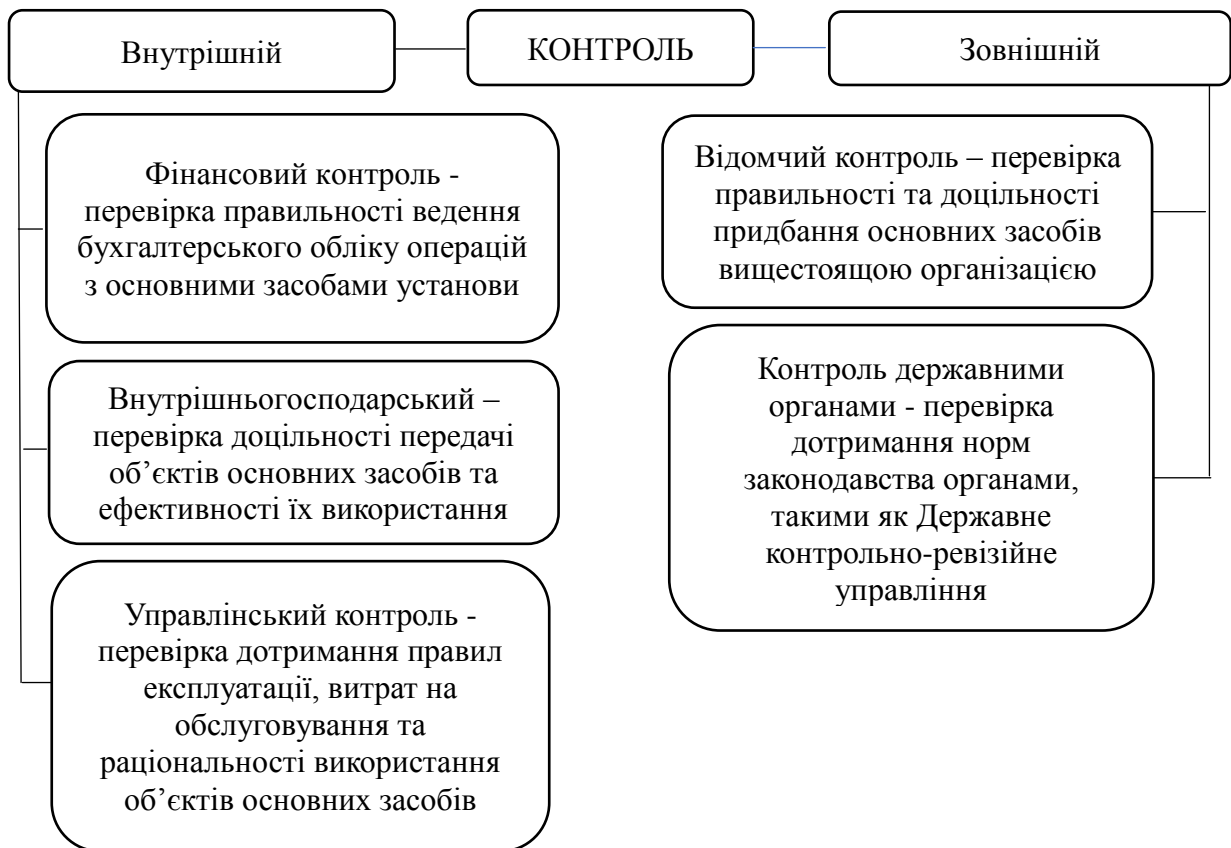 Внутрішній
КОНТРОЛЬ
Зовнішній
Фінансовий контроль -
перевірка правильності ведення
бухгалтерського обліку операцій
з основними засобами установи
Внутрішньогосподарський –
перевірка доцільності передачі
об’єктів основних засобів та
ефективності їх використання
Управлінський контроль -
перевірка дотримання правил
експлуатації, витрат на
обслуговування та
раціональності використання
об’єктів основних засобів
Відомчий контроль – перевірка
правильності та доцільності
придбання основних засобів
вищестоящою організацією
Контроль державними
органами - перевірка
дотримання норм
законодавства органами,
такими як Державне
контрольно-ревізійне
управління